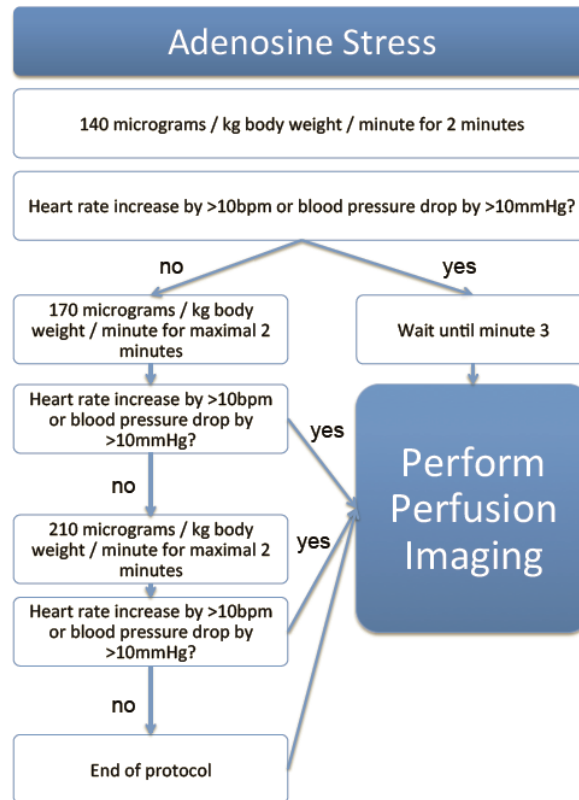 Adenosine Stress
140 micrograms / kg body weight / minute for 2 minutes
Heart rate increase by >10bpm or blood pressure drop by >10mmHg?
no
yes
170 micrograms / kg body
weight / minute for maximal 2
minutes
Wait until minute 3
Heart rate increase by >10bpm
or blood pressure drop by
>10mmHg?
yes
Perform
Perfusion
Imaging
no
210 micrograms / kg body
weight / minute for maximal 2
minutes
yes
Heart rate increase by >10bpm
or blood pressure drop by
>10mmHg?
no
End of protocol